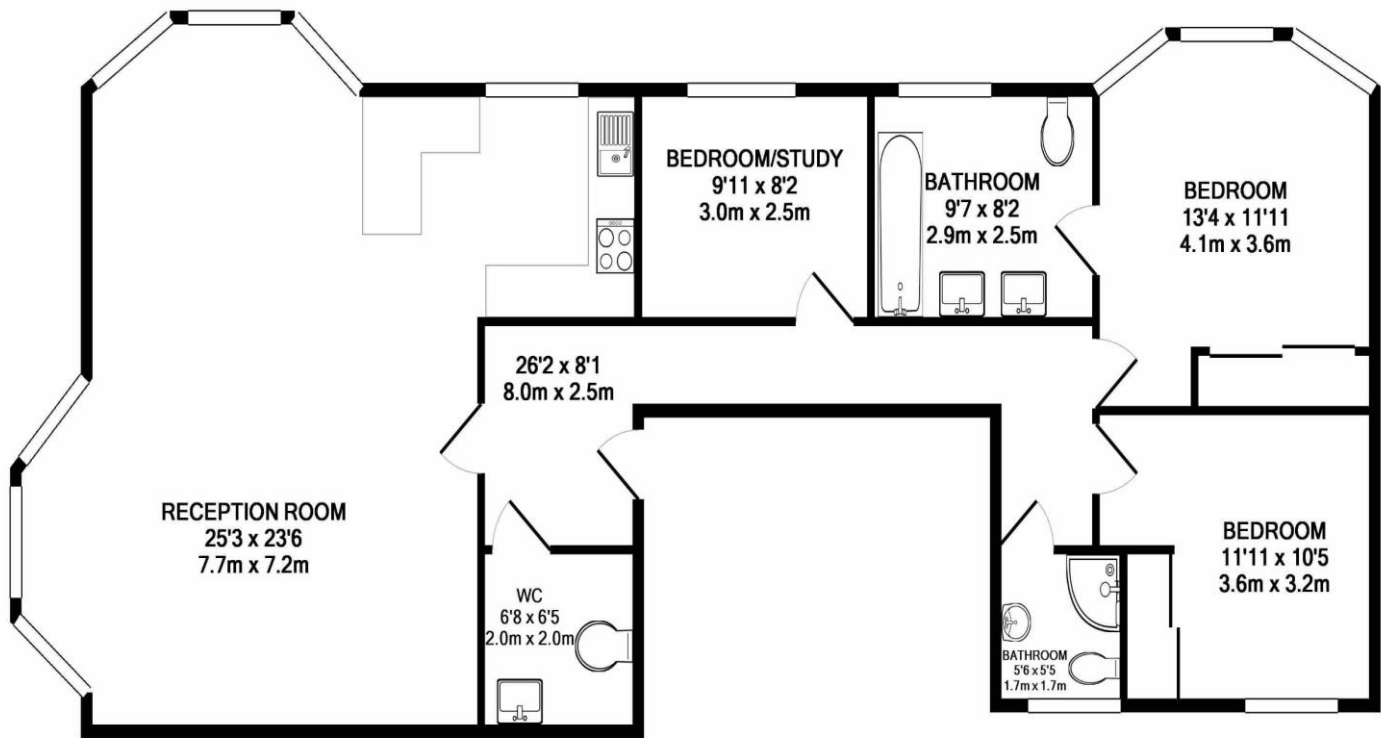 BEDROOM/STUDY
9'11 x 8'2
3.0m x 2.5m
BATHROOM
9'7 x 8'2
2.9m x 2.5m
BEDROOM
13'4 x 11'11
4.1m x 3.6m
26'2 x 8'1
8.0m x 2.5m
RECEPTION ROOM
25'3 x 23'6
7.7m x 7.2m
WC
6'8 x 6'5
2.0m x 2.0m
BATHROOM
5'6 x 5'5
1.7m x 1.7m
BEDROOM
11'11 x 10'5
3.6m x 3.2m